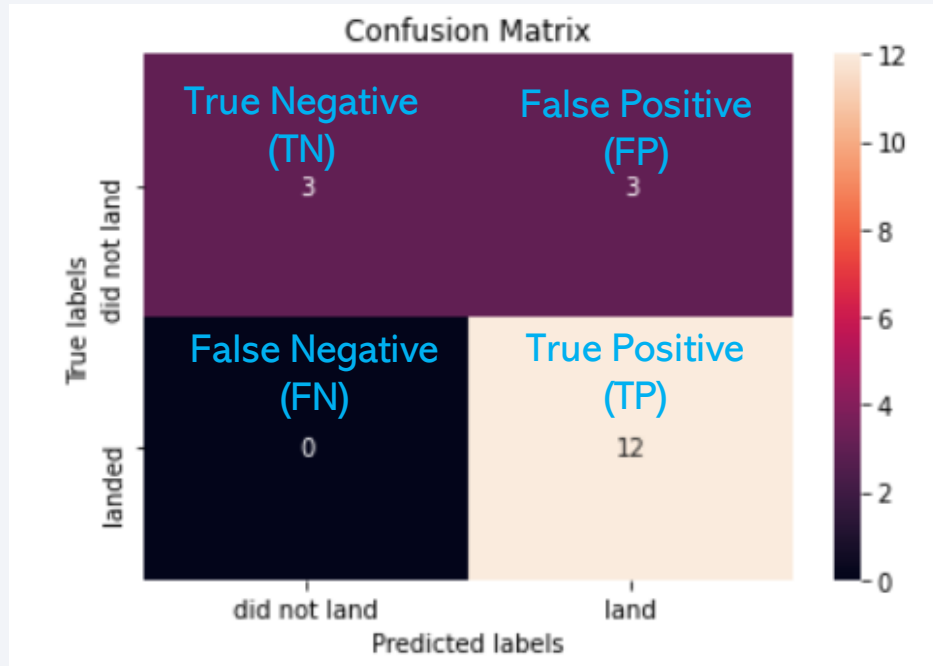 Confusion Matrix
True Negative
(TN)
3
False Positive
(FP)
3
False Negative
(FN)
0
True Positive
(TP)
12
True labels
did not land
landed
did not land
land
Predicted labels
12
10
8
6
4
2
0